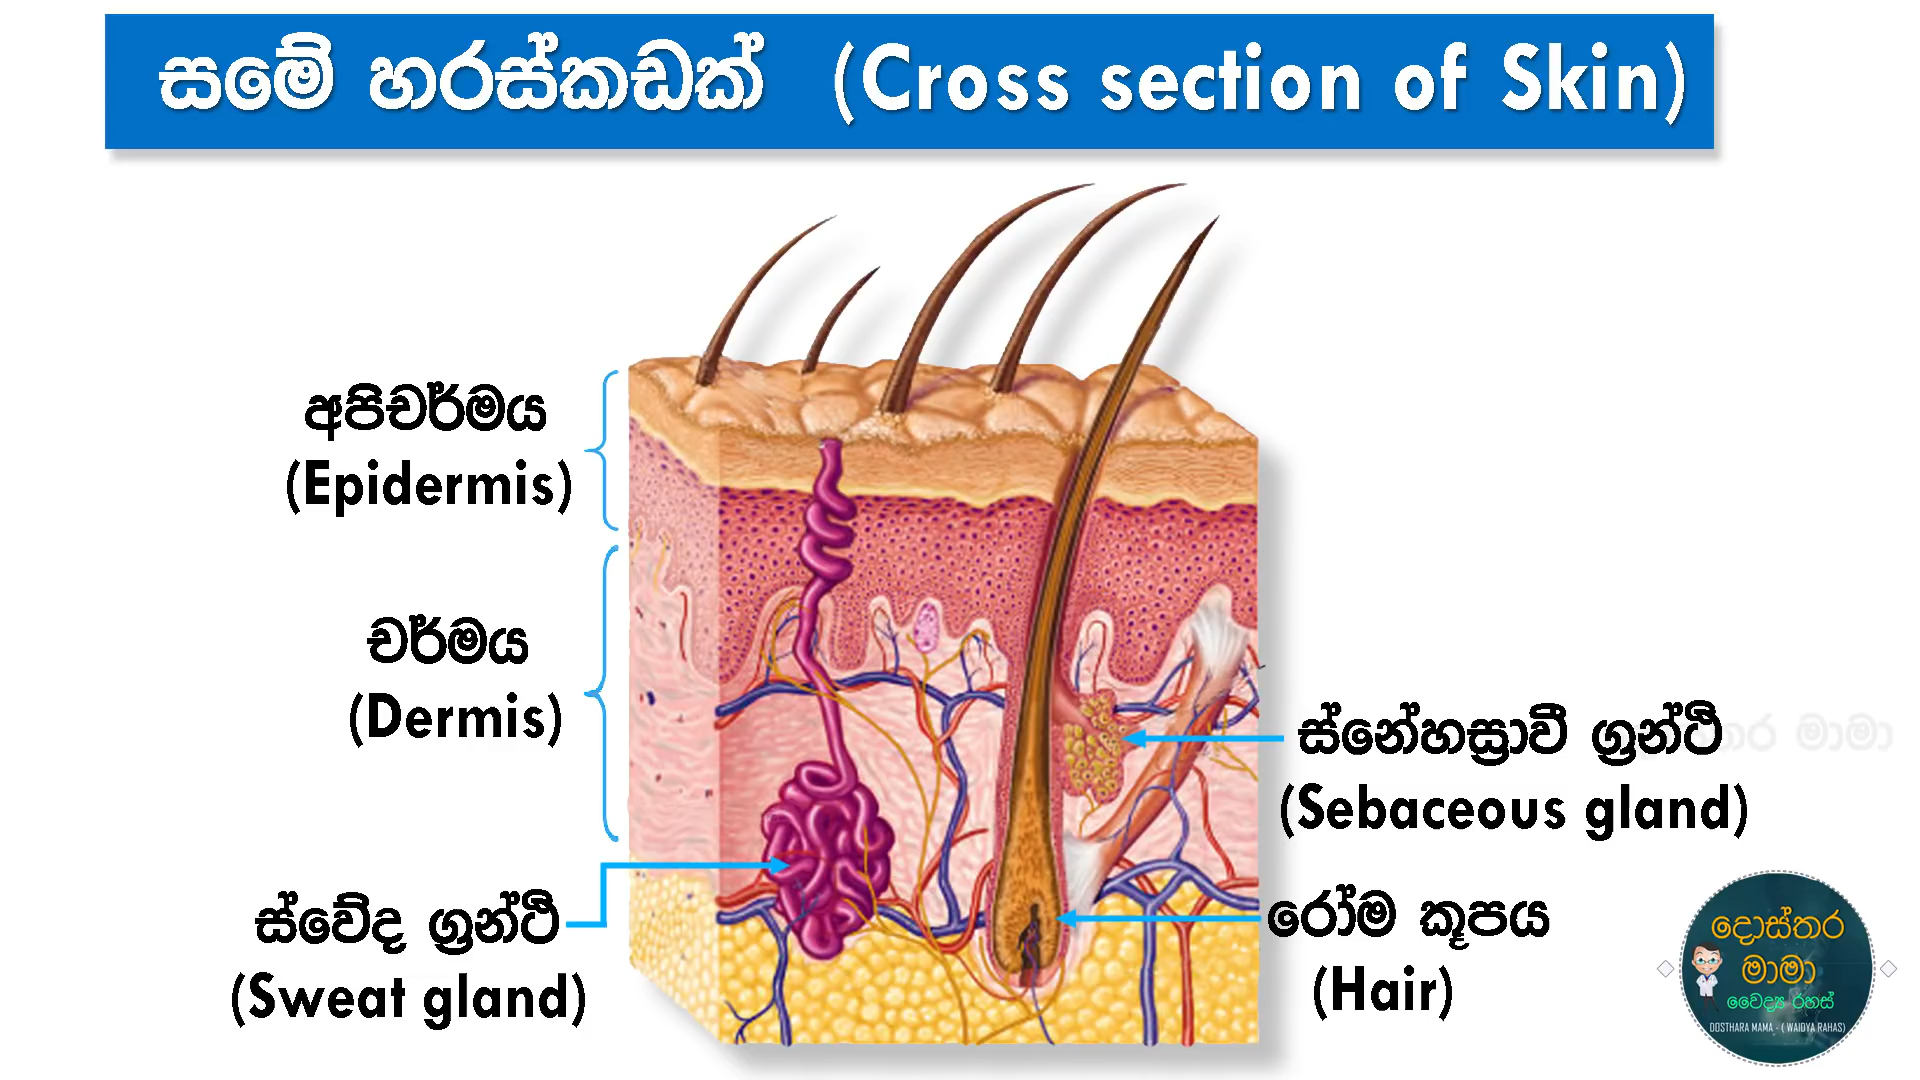 සමේ හරස්කඩක් (Cross section of Skin)
අපිචර්මය
(Epidermis)
චර්මය
(Dermis)
ස්වේද ග්‍රන්ථි
(Sweat gland)
ස්නේහස්‍රාවී ග්‍රන්ථි
(Sebaceous gland)
රෝම කූපය
(Hair)
තර මාමා
දොස්තර
මාමා
වෛද්‍ය රහස්
DOSTHARA MAMA - ( WAIDYA RAHAS)